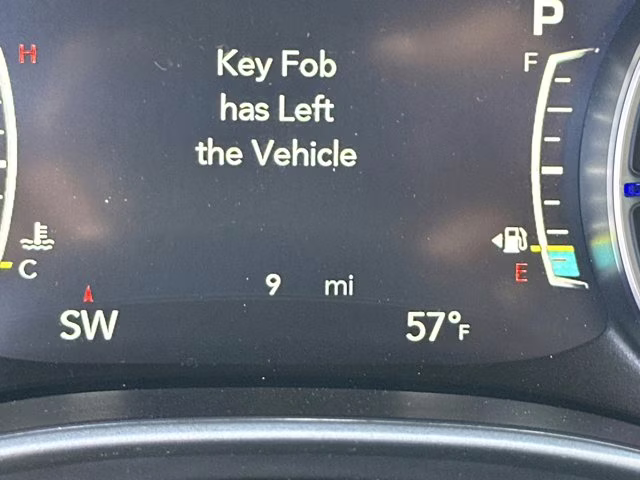 P
H
Key Fob
has Left
the Vehicle
F
C
E
9 mi
SW
57°F